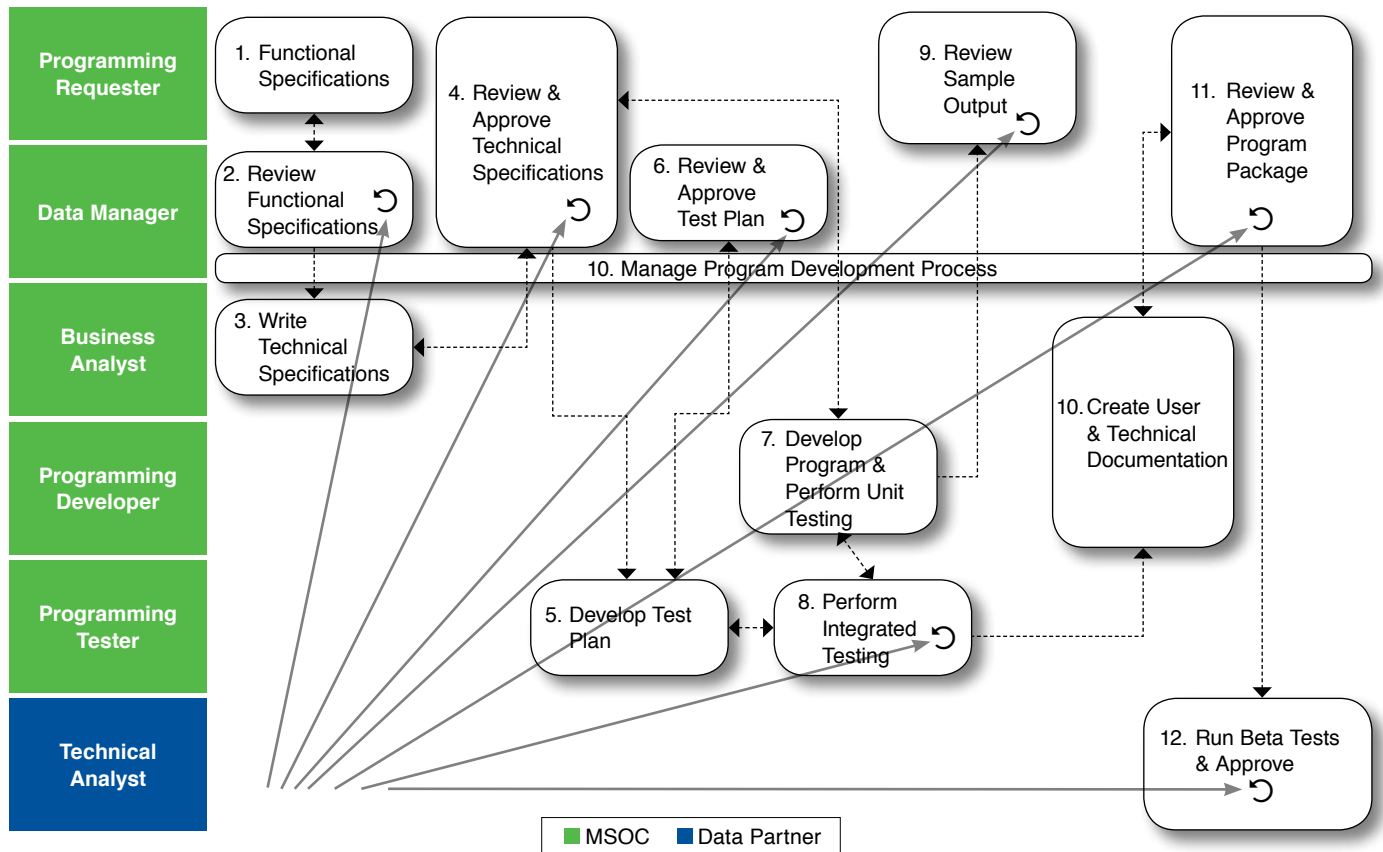 Programming
Requester
Data Manager
Business
Analyst
Programming
Developer
Programming
Tester
Technical
Analyst
1. Functional
Specifications
2. Review
Functional
Specifications
3. Write
Technical
Specifications
4. Review &
Approve
Technical
Specifications
5. Develop Test
Plan
6. Review &
Approve
Test Plan
7. Develop
Program &
Perform Unit
Testing
8. Perform
Integrated
Testing
9. Review
Sample
Output
10. Manage Program Development Process
10. Create User
& Technical
Documentation
11. Review &
Approve
Program
Package
12. Run Beta Tests
& Approve
MSOC
Data Partner